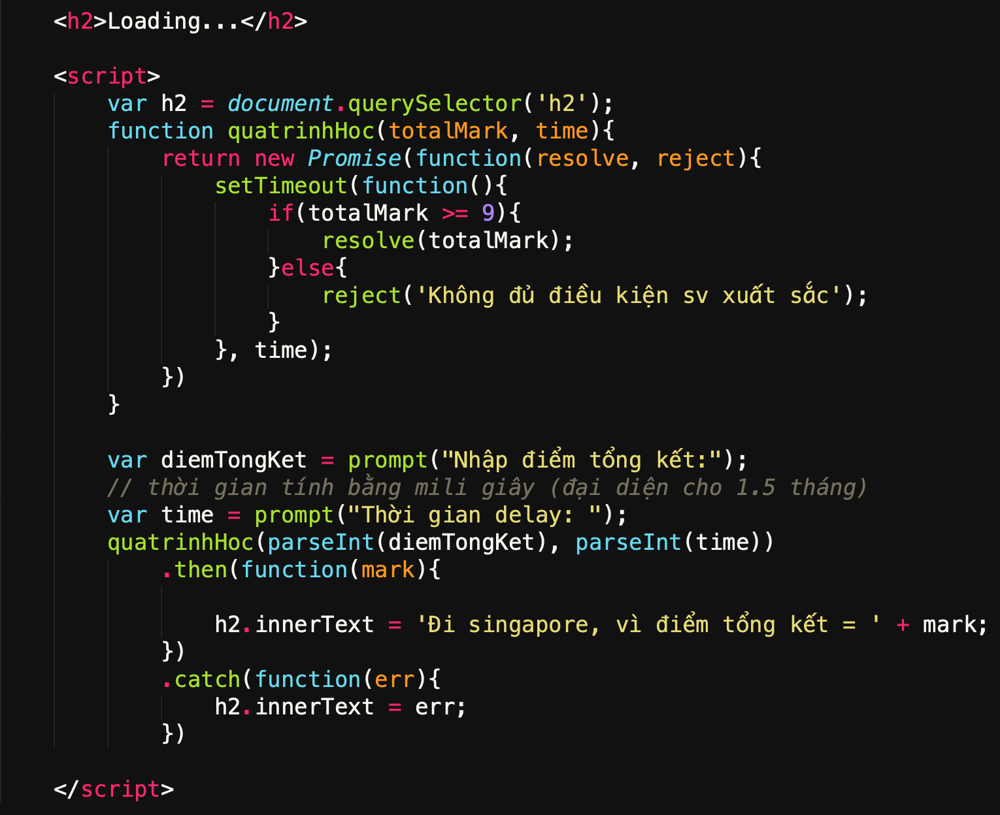 <h2>Loading...</h2>
<script>
var h2 = document.querySelector('h2');
function quatrinhHoc(totalMark, time){
return new Promise(function(resolve, reject){
setTimeout(function(){
if(totalMark >= 9){
resolve(totalMark);
}else{
reject('Không đủ điều kiện sv xuất sắc');
}
}, time);
})
}
var diemTongKet = prompt("Nhập điểm tổng kết:");
// thời gian tính bằng mili giây (đại diện cho 1.5 tháng)
var time = prompt("Thời gian delay: ");
quatrinhHoc(parseInt(diemTongKet), parseInt(time))
.then(function(mark){
h2.innerText = 'Đi singapore, vì điểm tổng kết = ' + mark;
})
.catch(function(err){
h2.innerText = err;
})
</script>